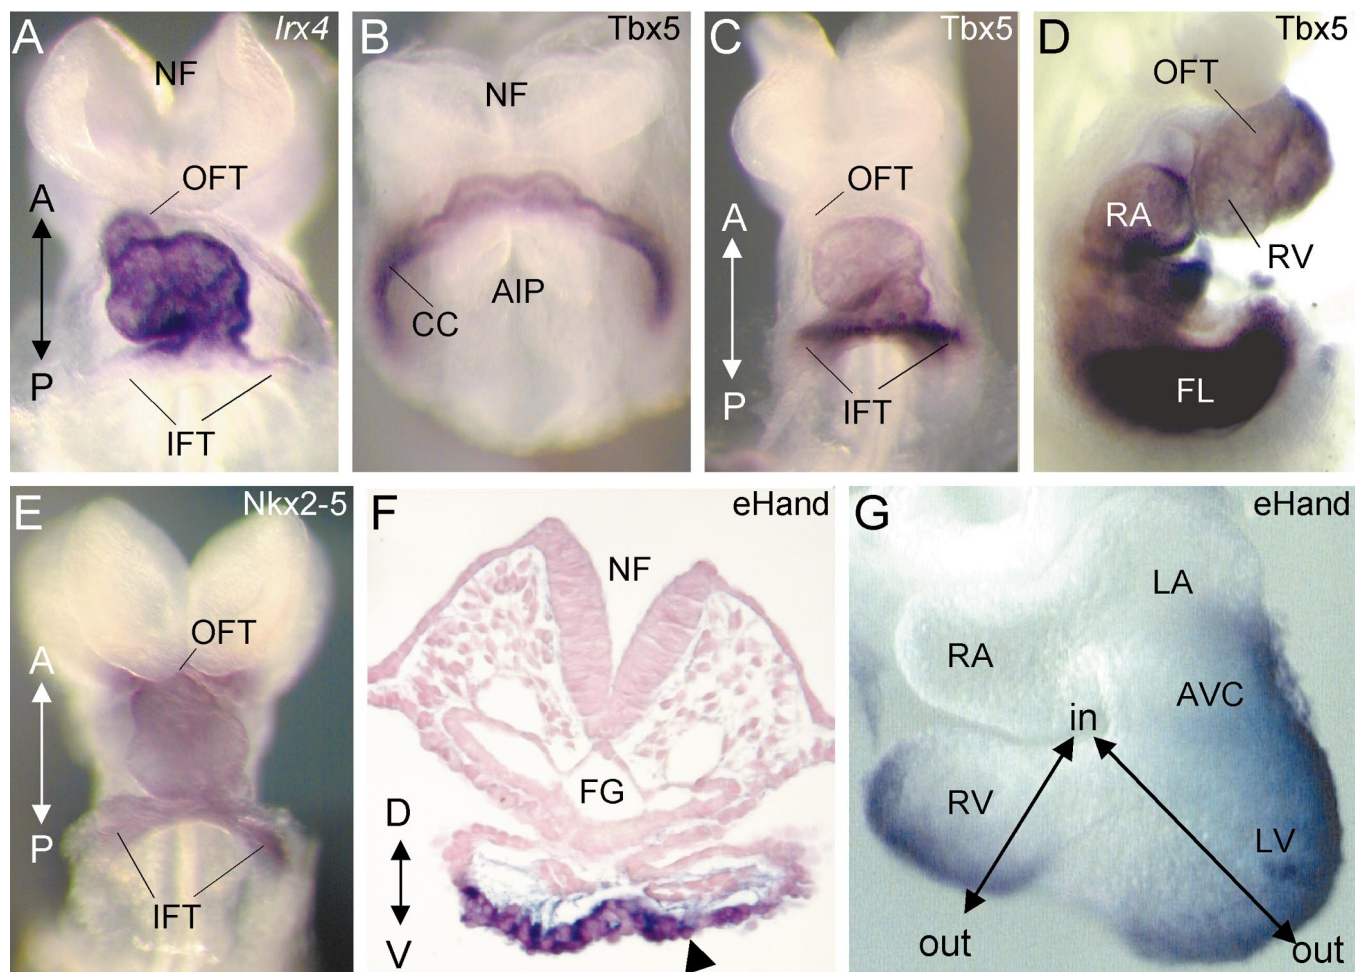 A
Irx4
NF
OFT
A
P
IFT
B
Tbx5
NF
AIP
CC
C
Tbx5
OFT
A
P
IFT
D
Tbx5
OFT
RA
RV
FL
E
Nkx2-5
OFT
A
P
IFT
F
eHand
NF
FG
D
V
G
eHand
LA
RA
AVC
in
RV
LV
out
out